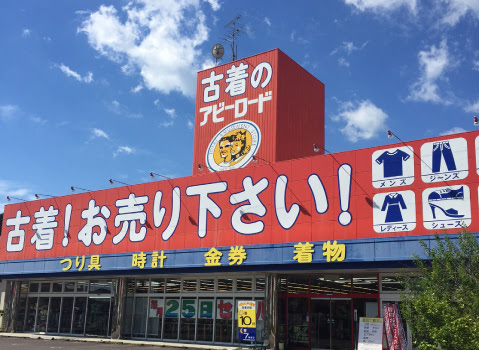 古着の
アビーロード
古着!お売り下さい!
メンズ
ジーンズ
レディース
シューズ
つり具 時計 金券 着物
25日
10